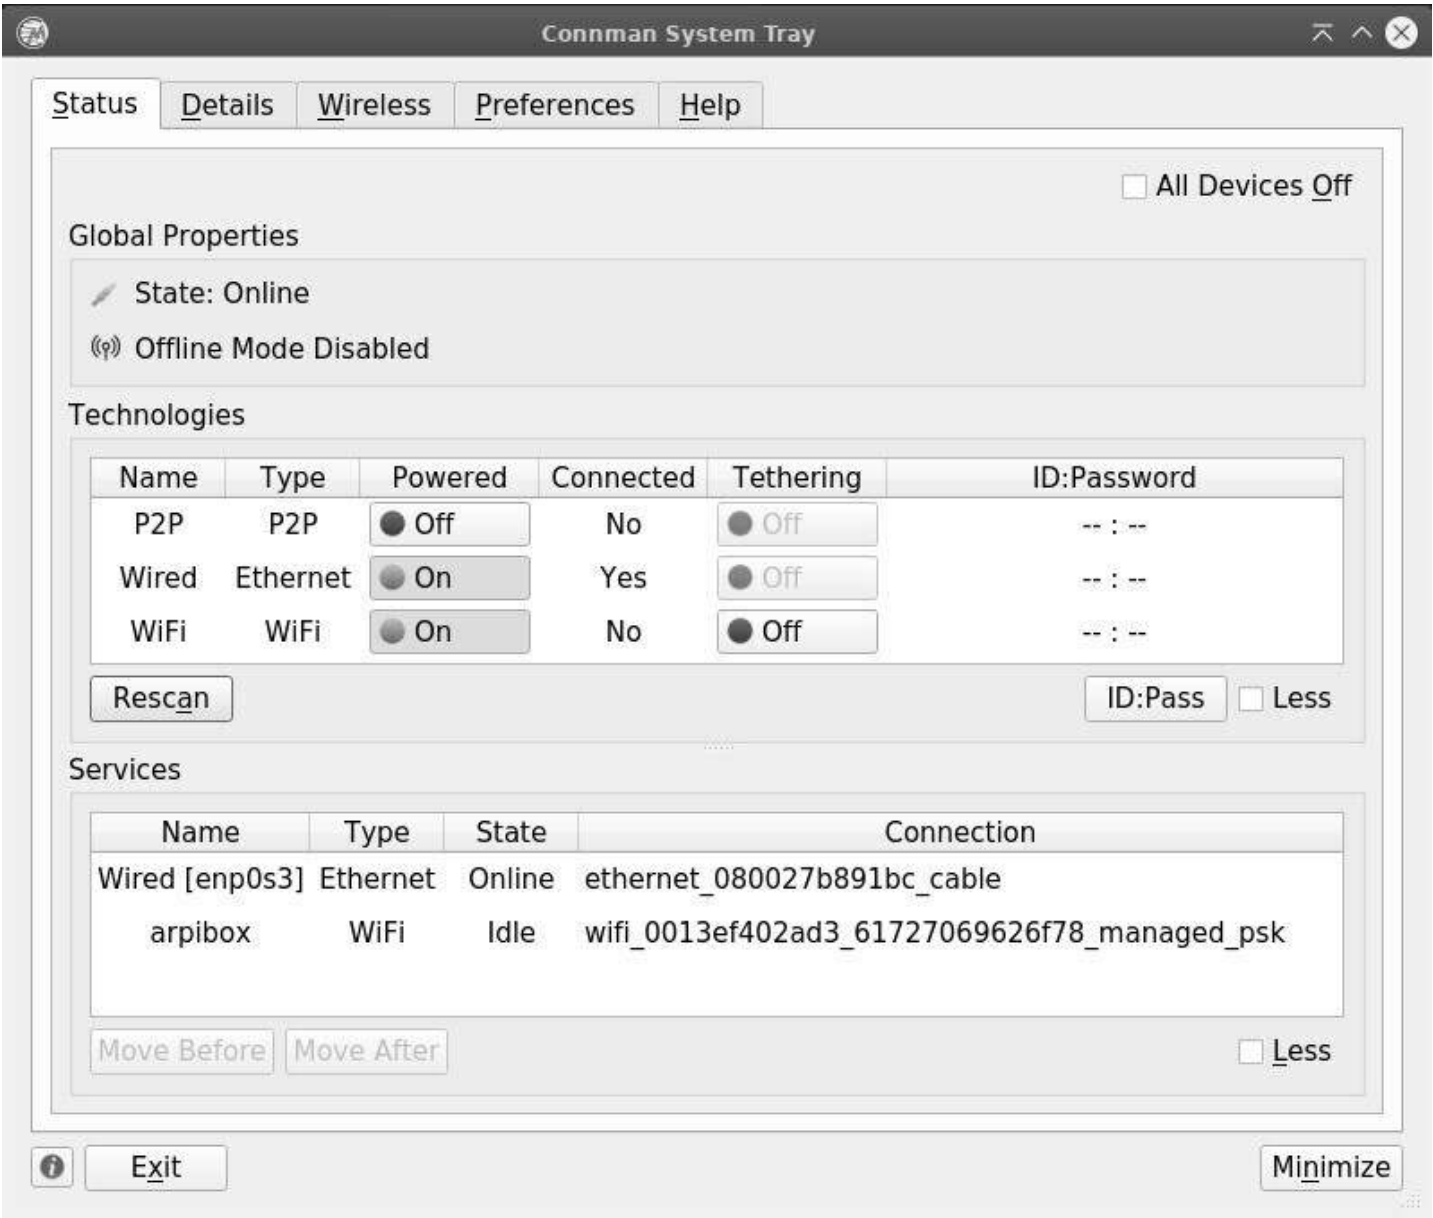 Connman System Tray
Status Details Wireless Preferences Help
All Devices Off
Global Properties
State: Online
Offline Mode Disabled
Technologies
Name Type Powered Connected Tethering ID:Password
P2P P2P Off No Off -- : --
Wired Ethernet On Yes Off -- : --
WiFi WiFi On No Off -- : --
Rescan ID:Pass Less
Services
Name Type State Connection
Wired [enp0s3] Ethernet Online ethernet_080027b891bc_cable
arpibox WiFi Idle wifi_0013ef402ad3_61727069626f78_managed_psk
Move Before Move After Less
Exit Minimize